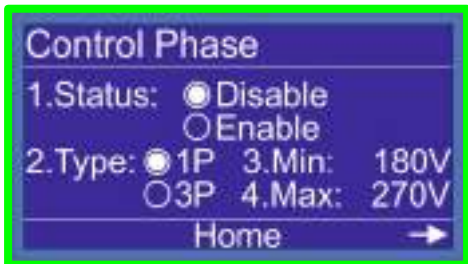 Control Phase
1.Status: Disable
Enable
2.Type: 1P 3.Min: 180V
3P 4.Max: 270V
Home